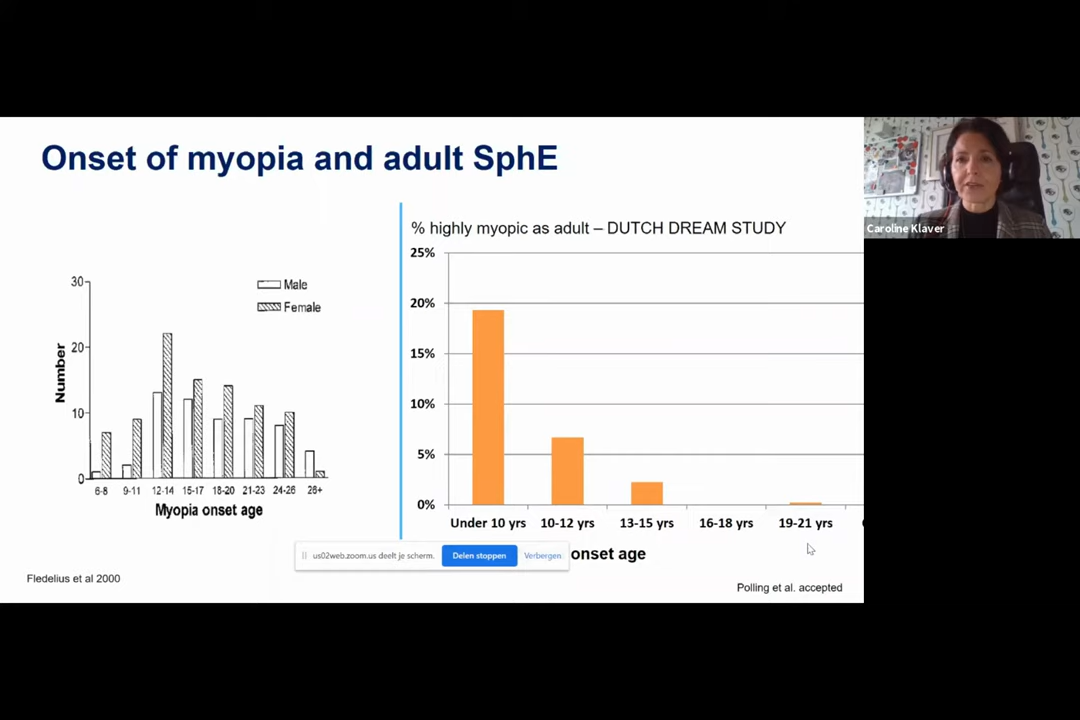 Onset of myopia and adult SphE
Caroline Klaver
30
20
10
0
Number
Male
Female
6-8
9-11
12-14
15-17
18-20
21-23
24-26
26+
Myopia onset age
% highly myopic as adult – DUTCH DREAM STUDY
25%
20%
15%
10%
5%
0%
Under 10 yrs
10-12 yrs
13-15 yrs
16-18 yrs
19-21 yrs
onset age
us02web.zoom.us deelt je scherm.
Delen stoppen
Verbergen
Fledelius et al 2000
Polling et al. accepted